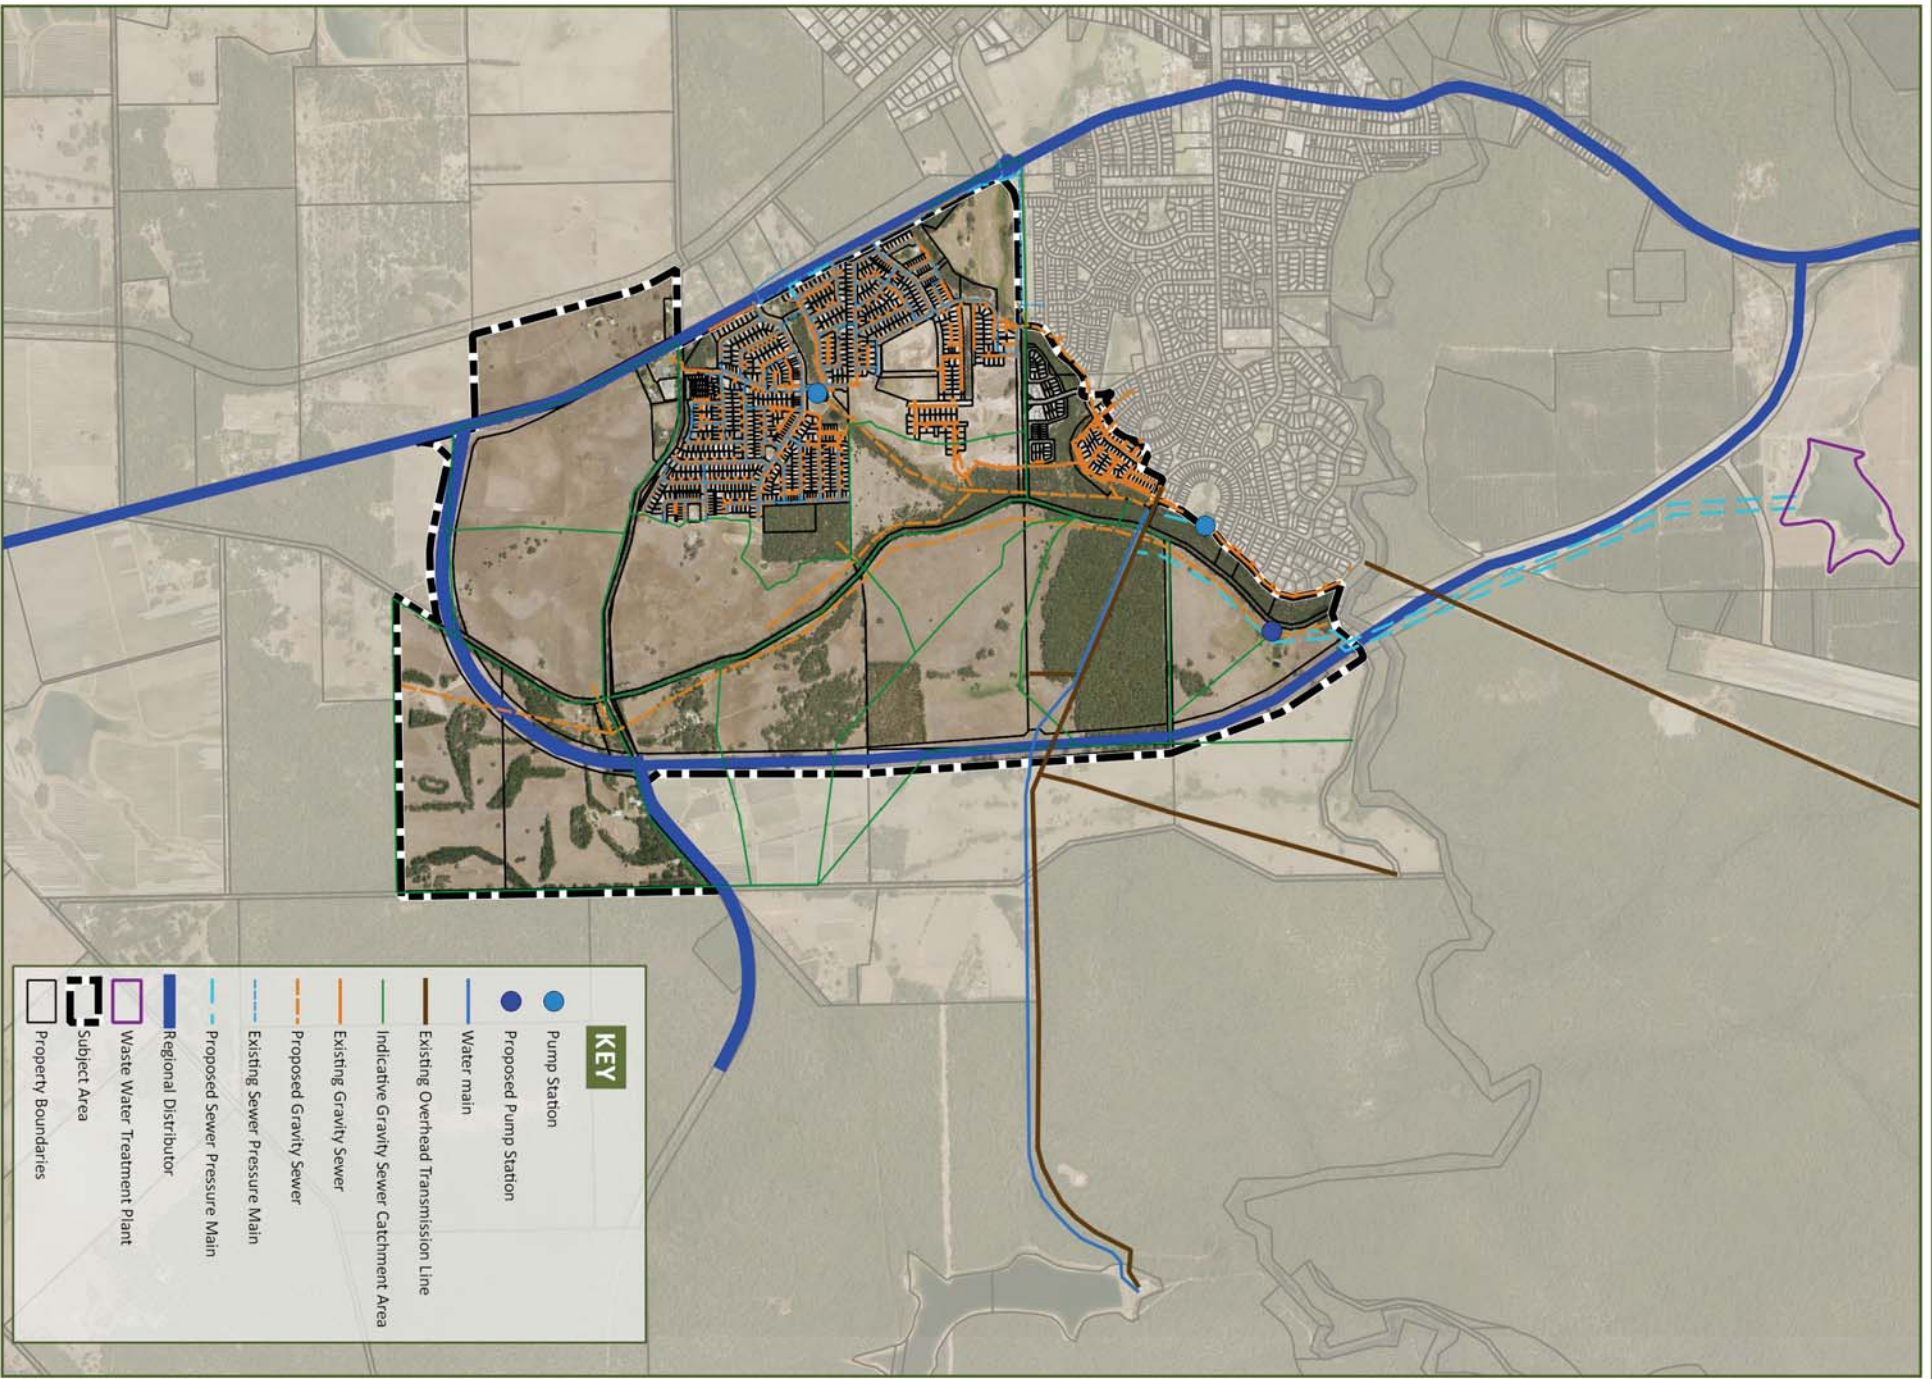 KEY
Pump Station
Proposed Pump Station
Water main
Existing Overhead Transmission Line
Indicative Gravity Sewer Catchment Area
Existing Gravity Sewer
Proposed Gravity Sewer
Existing Sewer Pressure Main
Proposed Sewer Pressure Main
Regional Distributor
Waste Water Treatment Plant
Subject Area
Property Boundaries